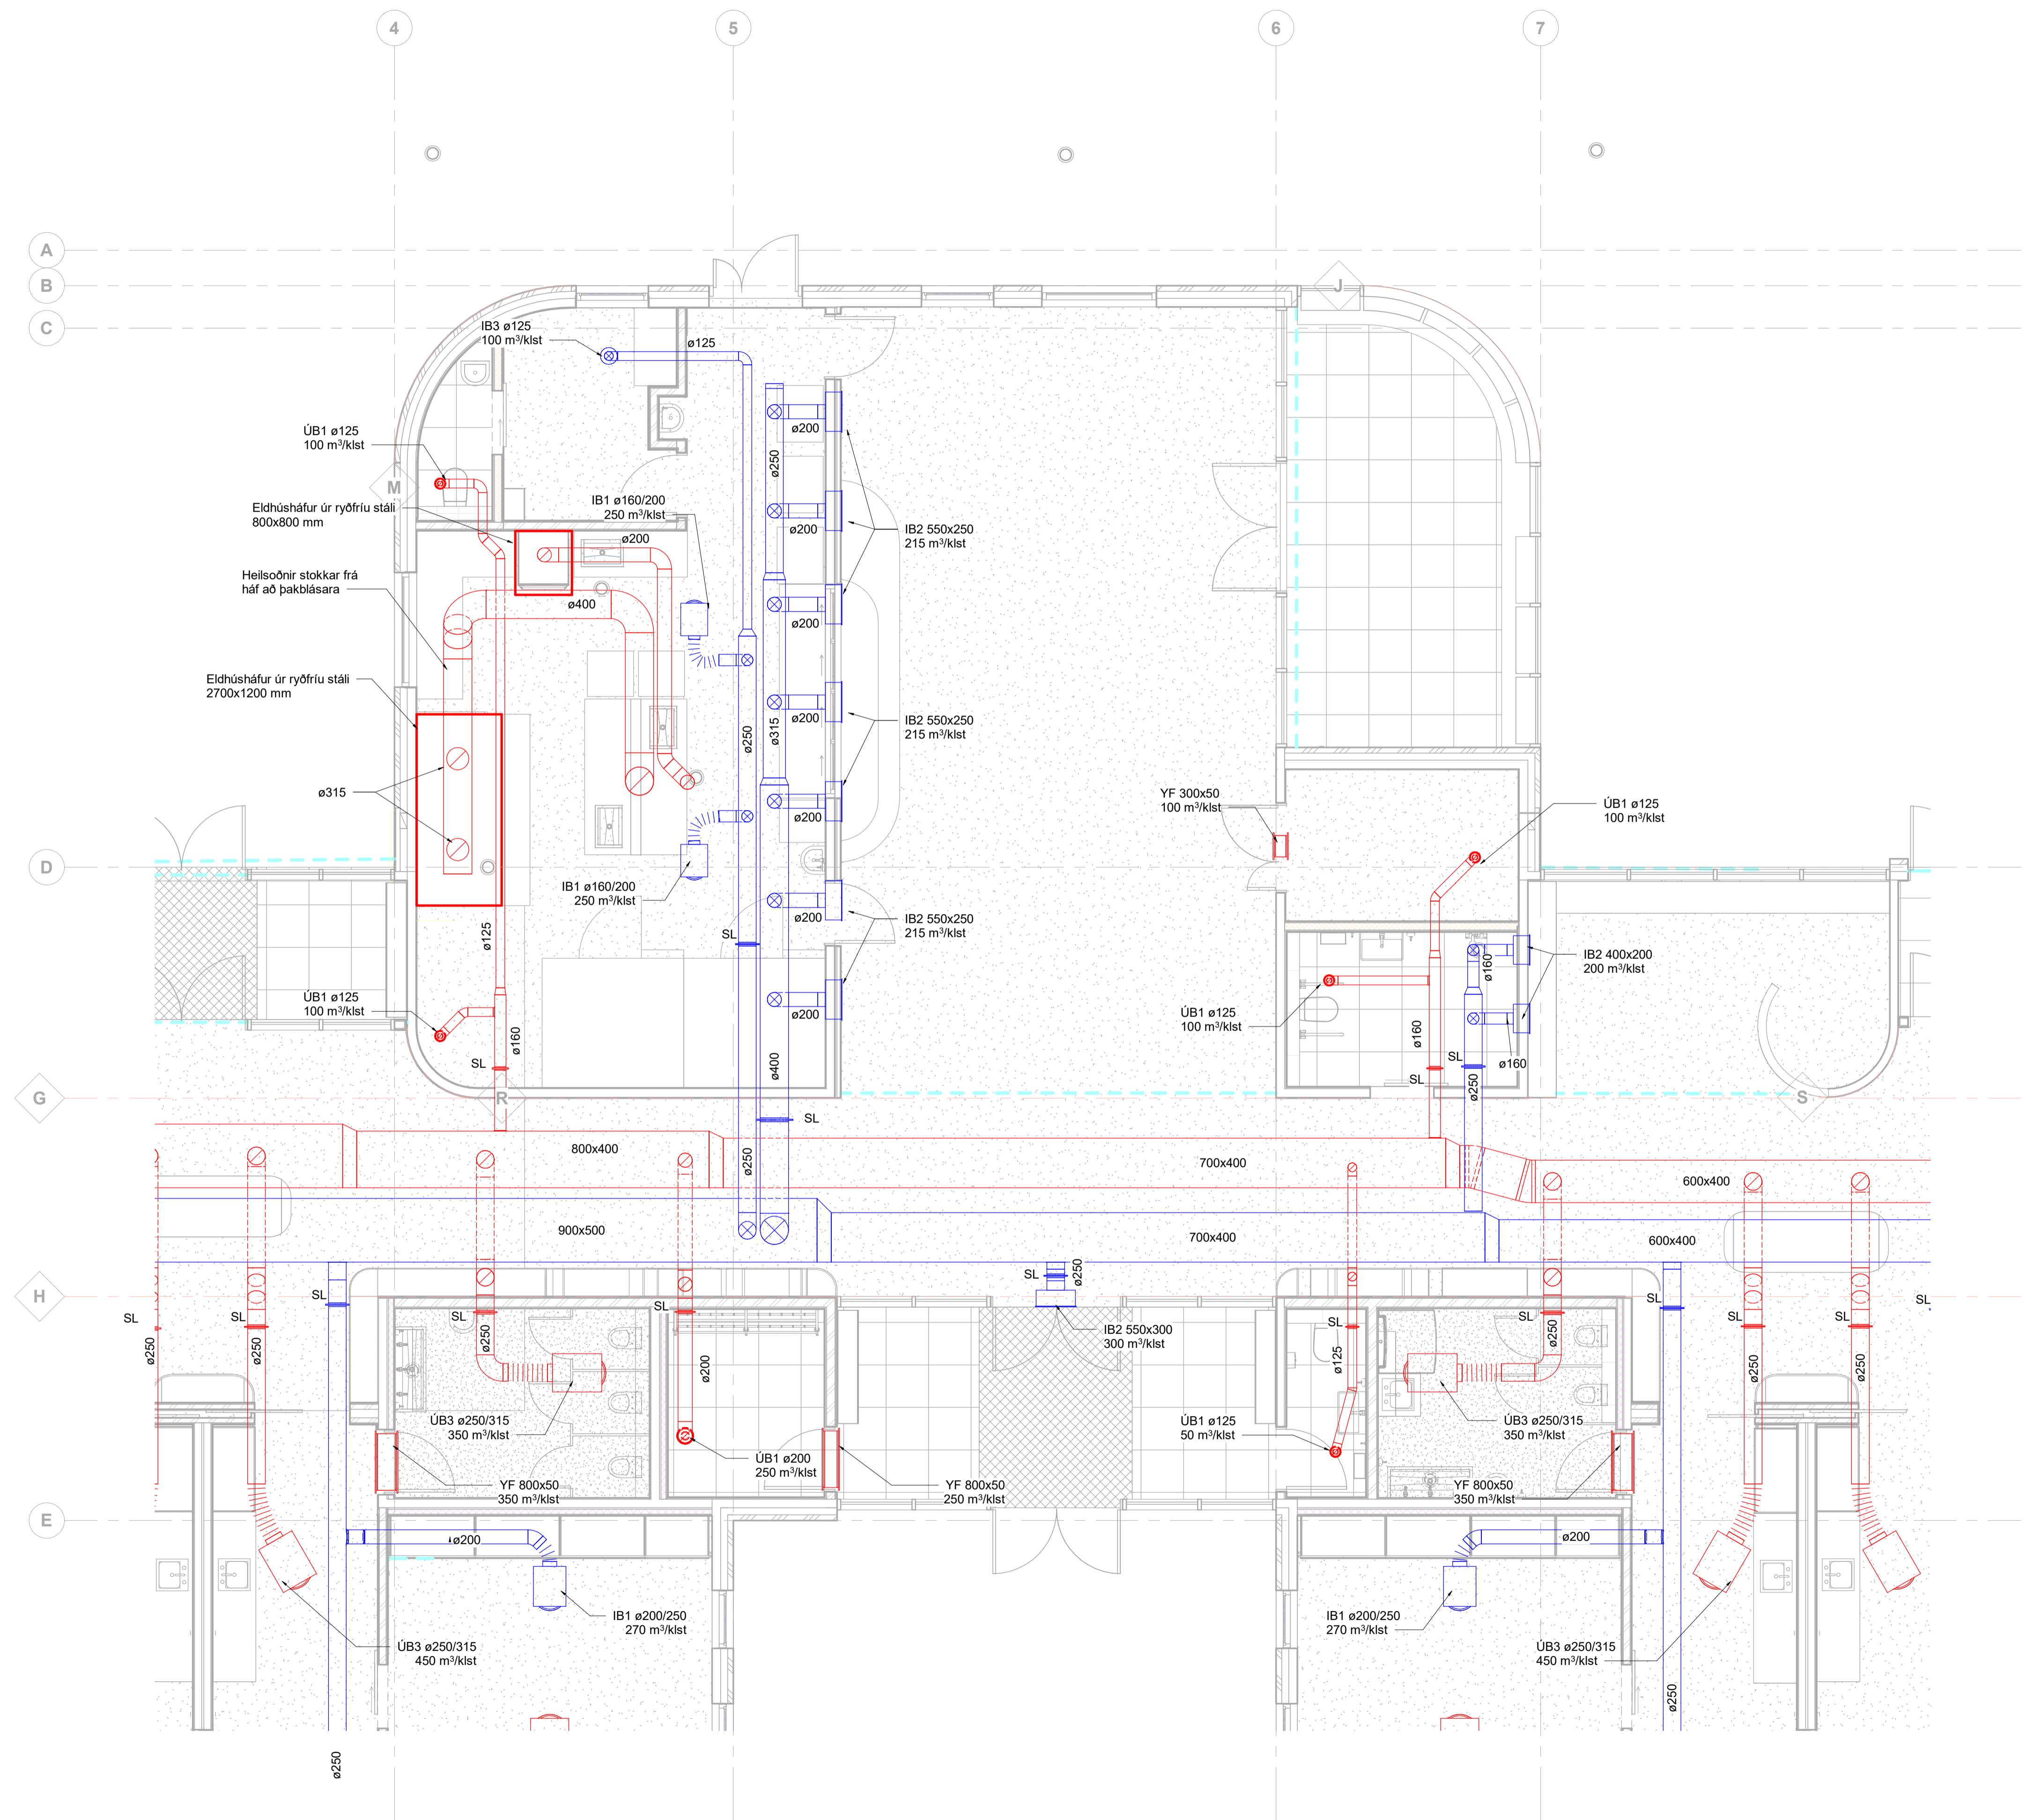 4
5
6
7
A
B
C
J
IB3 ø125
100 m³/klst
ø125
ÚB1 ø125
100 m³/klst
ø200
ø250
M
IB1 ø160/200
250 m³/klst
Eldhúsháfur úr ryðfríu stáli
800x800 mm
ø200
ø200
IB2 550x250
215 m³/klst
Heilsoðnir stokkar frá
háf að þakblásara
ø400
ø200
Eldhúsháfur úr ryðfríu stáli
2700x1200 mm
ø250
ø315
ø200
IB2 550x250
215 m³/klst
ø315
YF 300x50
100 m³/klst
ÚB1 ø125
100 m³/klst
ø200
D
IB1 ø160/200
250 m³/klst
ø200
IB2 550x250
215 m³/klst
ø125
SL
ø160
IB2 400x200
200 m³/klst
ÚB1 ø125
100 m³/klst
ø200
ÚB1 ø125
100 m³/klst
ø160
ø160
SL
ø400
SL
ø160
SL
ø250
G
R
SL
S
800x400
ø250
700x400
600x400
900x500
700x400
600x400
H
SL
SL
ø250
SL
SL
SL
SL
SL
SL
SL
SL
SL
IB2 550x300
300 m³/klst
ø250
ø250
ø250
ø200
ø125
ø250
ø250
ø250
ÚB3 ø250/315
350 m³/klst
ÚB1 ø125
50 m³/klst
ÚB3 ø250/315
350 m³/klst
ÚB1 ø200
250 m³/klst
YF 800x50
350 m³/klst
YF 800x50
250 m³/klst
YF 800x50
350 m³/klst
E
ø200
ø200
IB1 ø200/250
270 m³/klst
IB1 ø200/250
270 m³/klst
ÚB3 ø250/315
450 m³/klst
ÚB3 ø250/315
450 m³/klst
ø250
ø250